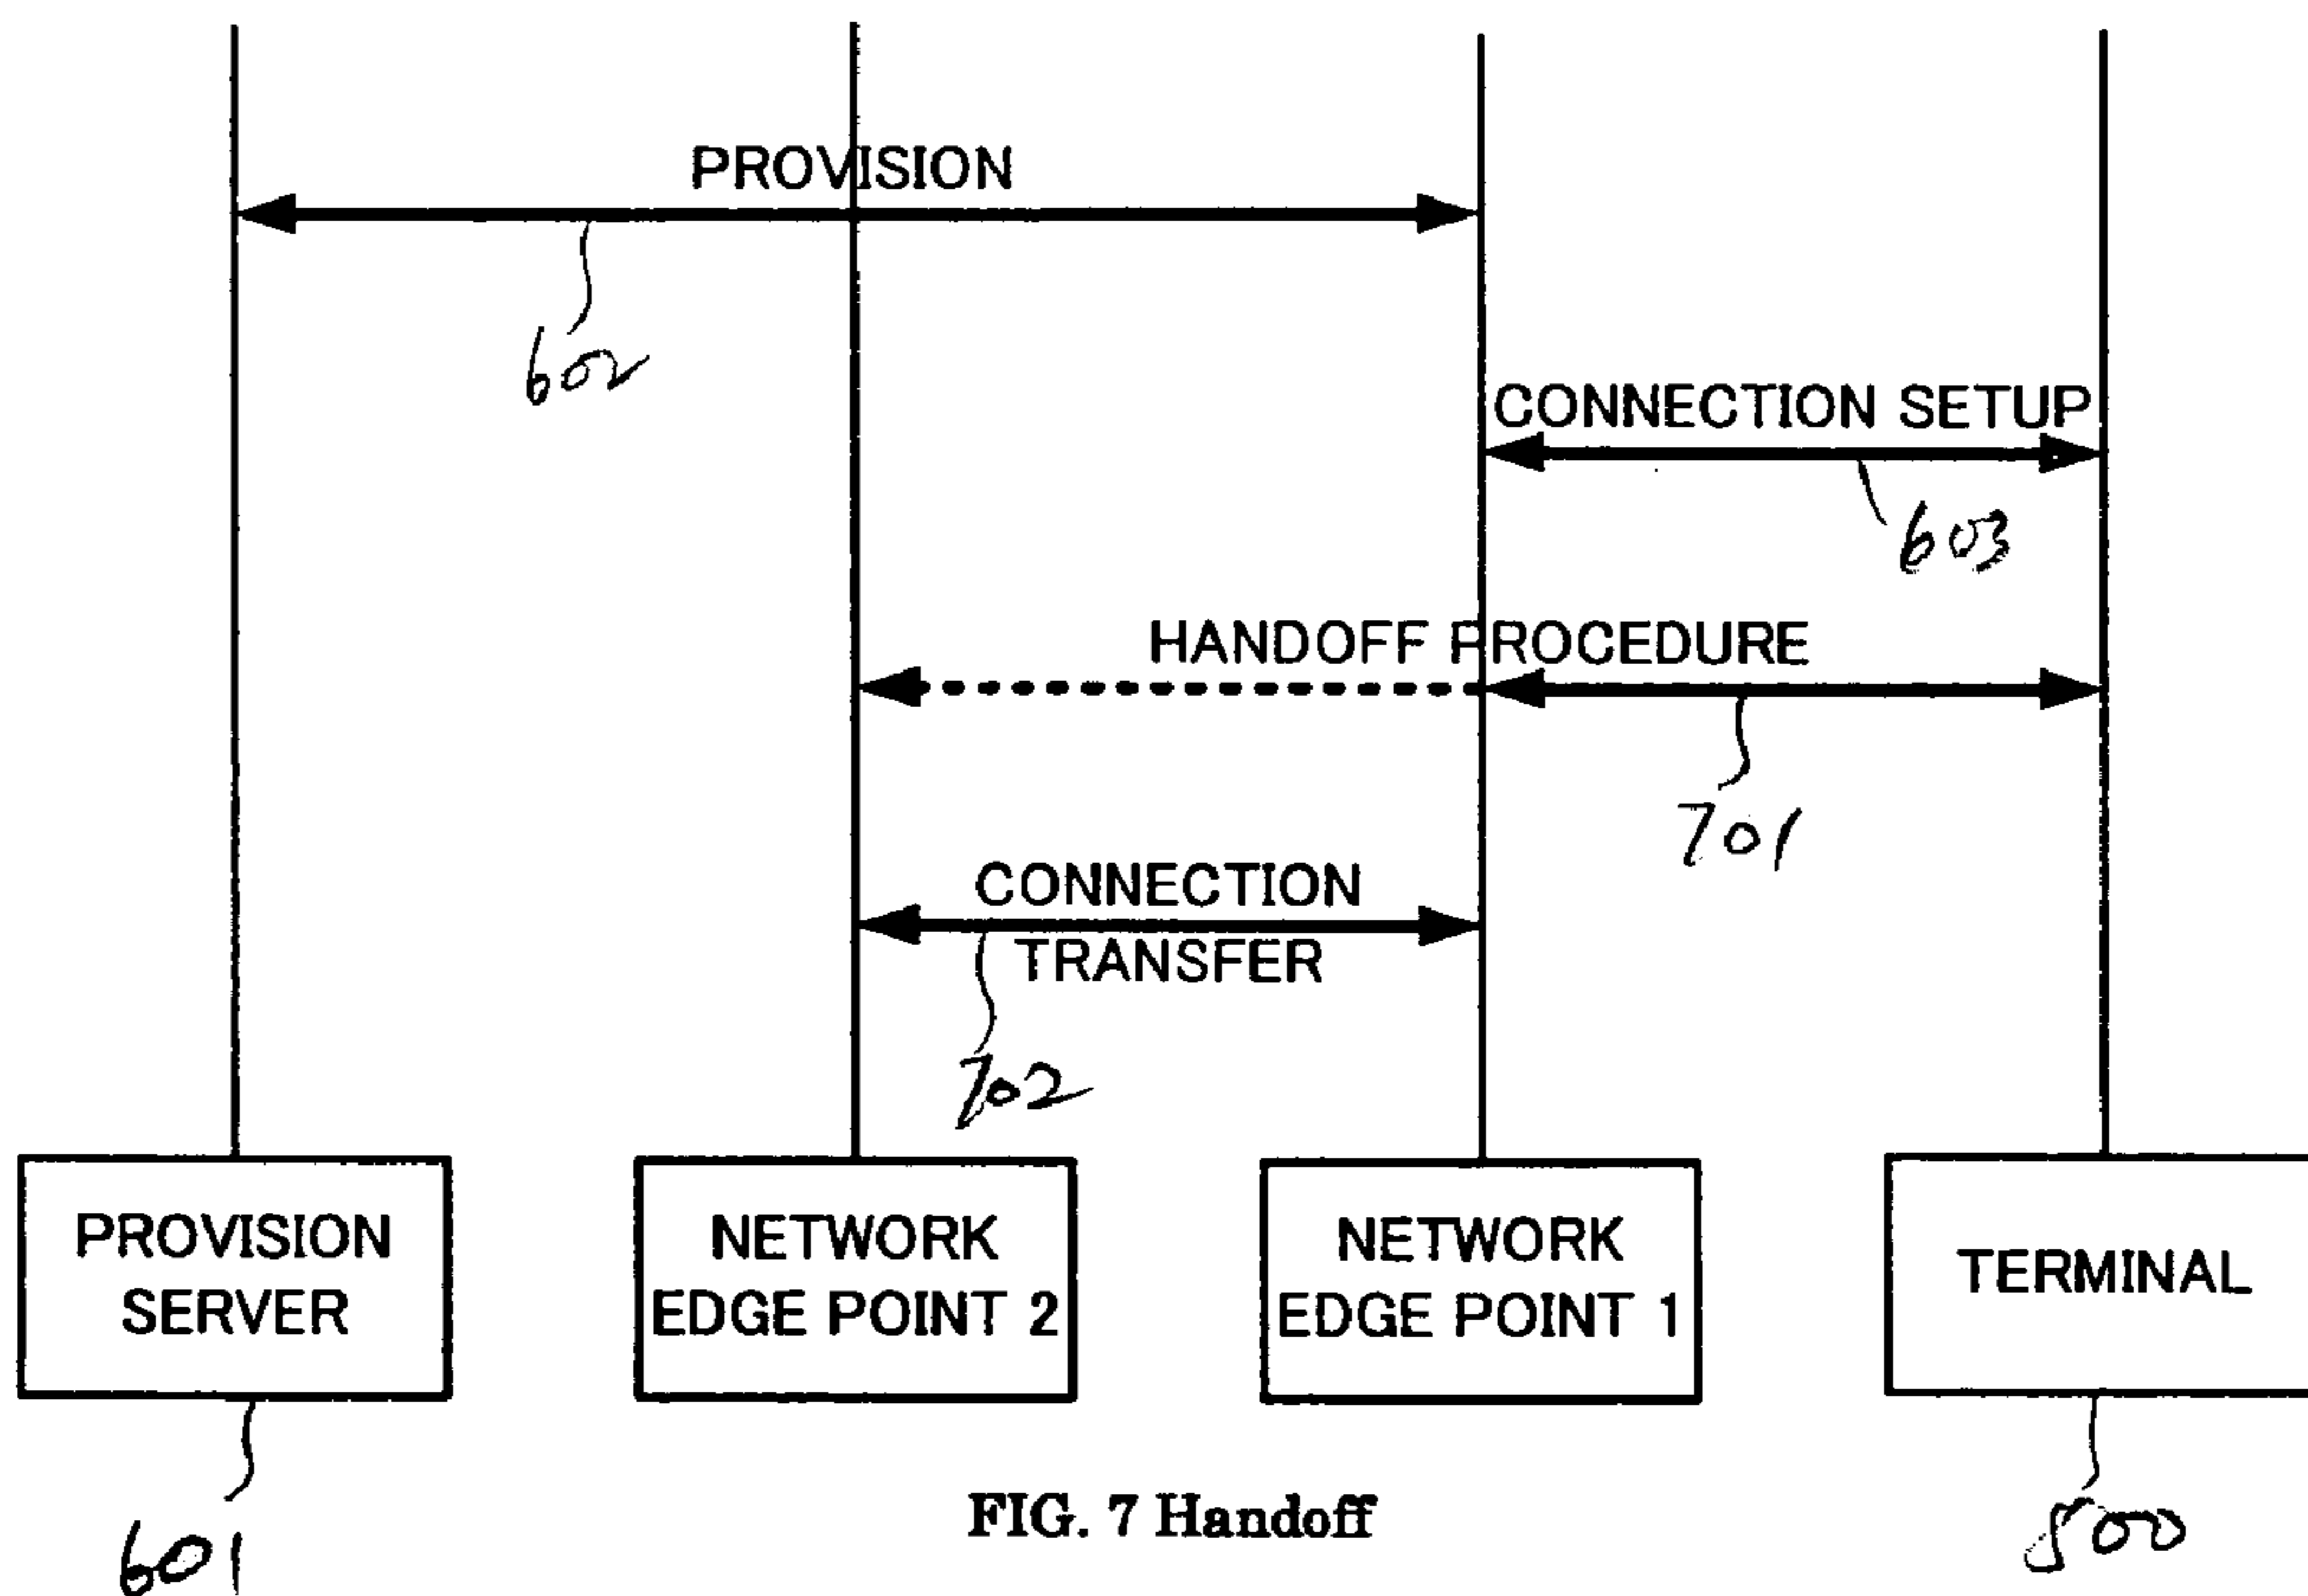 PROVISION
602
CONNECTION SETUP
603
HANDOFF PROCEDURE
701
CONNECTION
TRANSFER
702
PROVISION
SERVER
NETWORK
EDGE POINT 2
NETWORK
EDGE POINT 1
TERMINAL
601
500
FIG. 7 Handoff